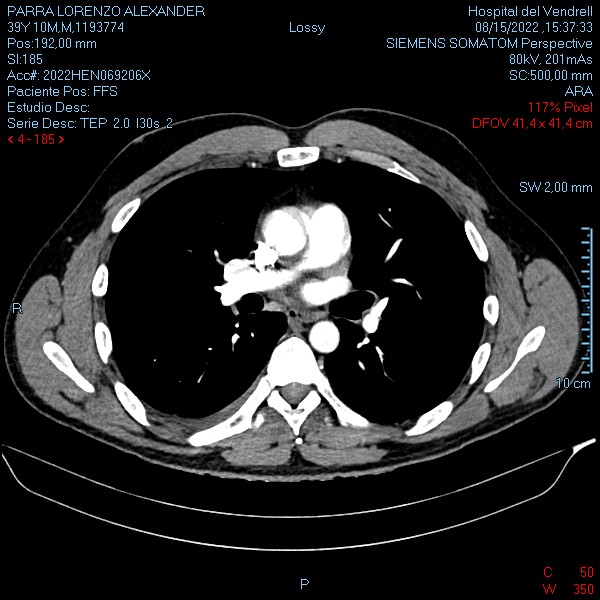 PARRA LORENZO ALEXANDER
39Y 10M,M,1193774
Pos:192,00 mm
SI:185
Acc#: 2022HEN069206X
Paciente Pos: FFS
Estudio Desc:
Serie Desc: TEP 2.0 I30s 2
< 4 - 185 >
Lossy
Hospital del Vendrell
08/15/2022 ,15:37:33
SIEMENS SOMATOM Perspective
80kV, 201mAs
SC:500,00 mm
ARA
117% Pixel
DFOV 41,4 x 41,4 cm
SW 2,00 mm
R
10 cm
P
C 50
W 350